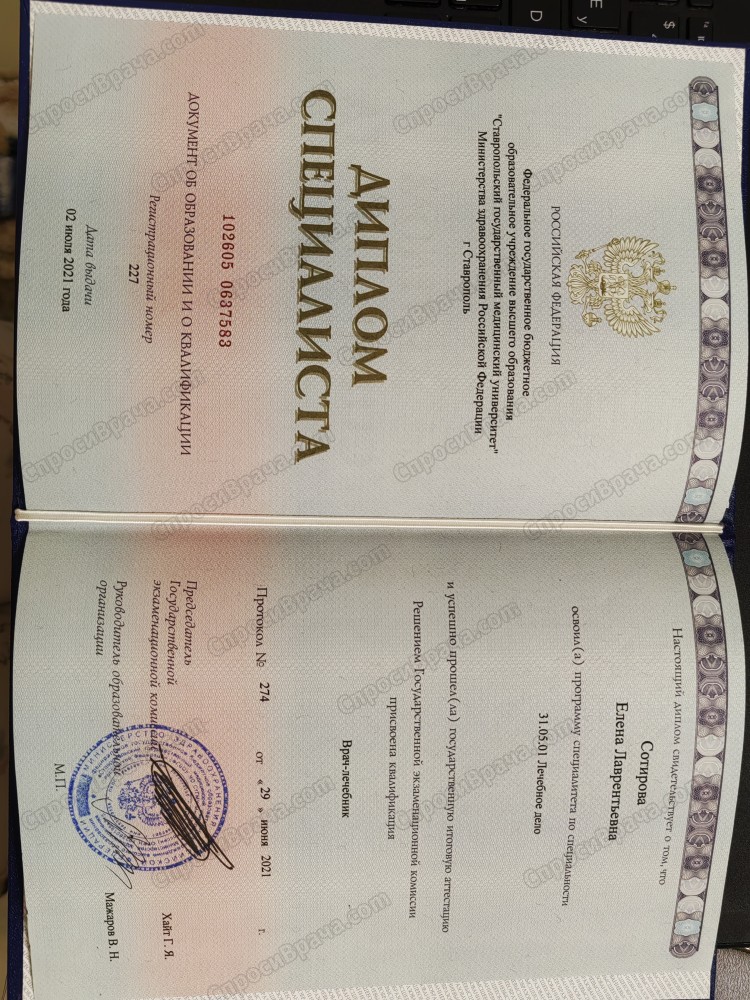 РОССИЙСКАЯ ФЕДЕРАЦИЯ
Федеральное государственное бюджетное
образовательное учреждение высшего образования
"Ставропольский государственный медицинский университет"
Министерства здравоохранения Российской Федерации
г Ставрополь
ДИПЛОМ
СПЕЦИАЛИСТА
102605 0637583
ДОКУМЕНТ ОБ ОБРАЗОВАНИИ И О КВАЛИФИКАЦИИ
Регистрационный номер
227
Дата выдачи
02 июля 2021 года
Настоящий диплом свидетельствует о том, что
Сотирова
Елена Лаврентьевна
освоил(а) программу специалитета по специальности
31.05.01 Лечебное дело
и успешно прошел(ла) государственную итоговую аттестацию
Решением Государственной экзаменационной комиссии
присвоена квалификация
Врач-лечебник
Протокол № 274 от « 29 » июня 2021 г.
Председатель
Государственной
экзаменационной комиссии
Хайт Г. Я.
Руководитель образовательной
организации
Мажаров В. Н.
М.П.
СпросиВрача.com